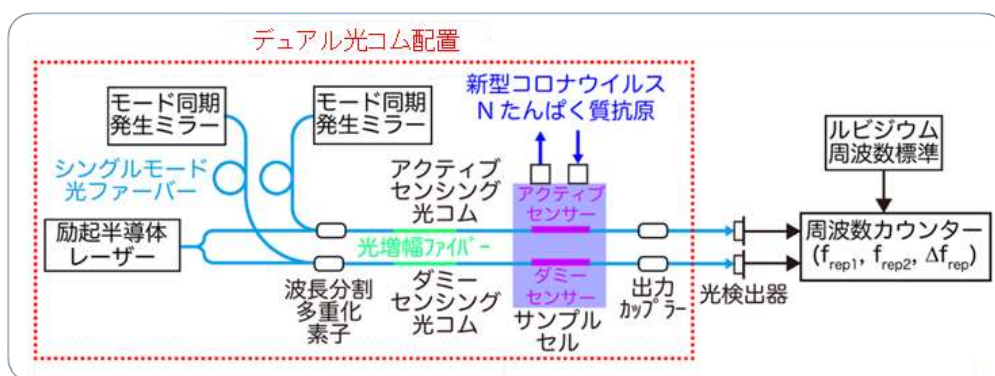 デュアル光コム配置
モード同期
発生ミラー
モード同期
発生ミラー
新型コロナウイルス
N たんぱく質抗原
ルビジウム
周波数標準
シングルモード
光ファーバー
アクティブ
センシング
光コム
アクティブ
センサー
励起半導体
レーザー
光増幅ファイバー
周波数カウンター
(frep1, frep2, Δfrep)
波長分割
多重化
素子
ダミー
センシング
光コム
ダミー
センサー
サンプル
セル
出力
カップラー
光検出器